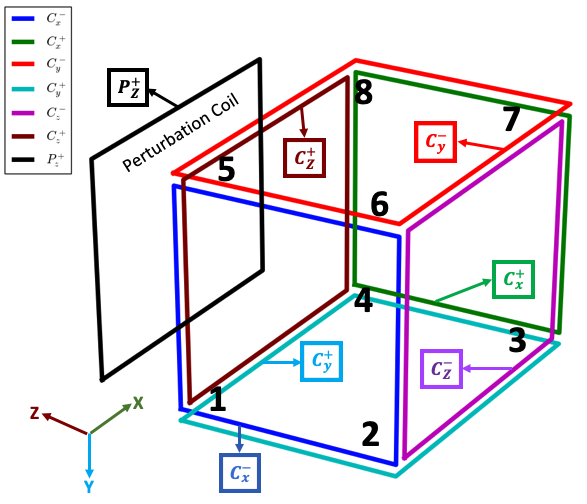 C_x^-
C_x^+
C_y^-
C_y^+
C_z^-
C_z^+
P_z^+
P_Z^+
Perturbation Coil
8
7
C_Z^+
C_y^-
5
6
C_x^+
4
3
C_y^+
C_Z^-
1
2
C_x^-
Z
X
Y